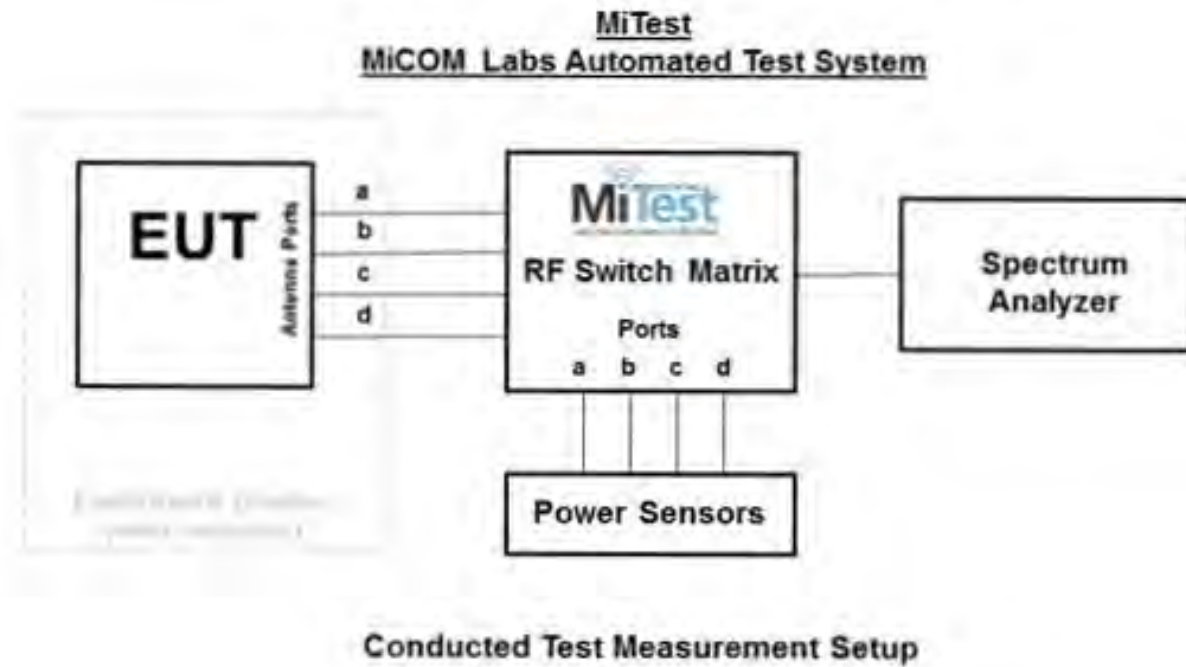 MiTest
MiCOM Labs Automated Test System
EUT
Antenna Ports
a
b
c
d
MiTest
RF Switch Matrix
Ports
a b c d
Spectrum
Analyzer
Power Sensors
Conducted Test Measurement Setup